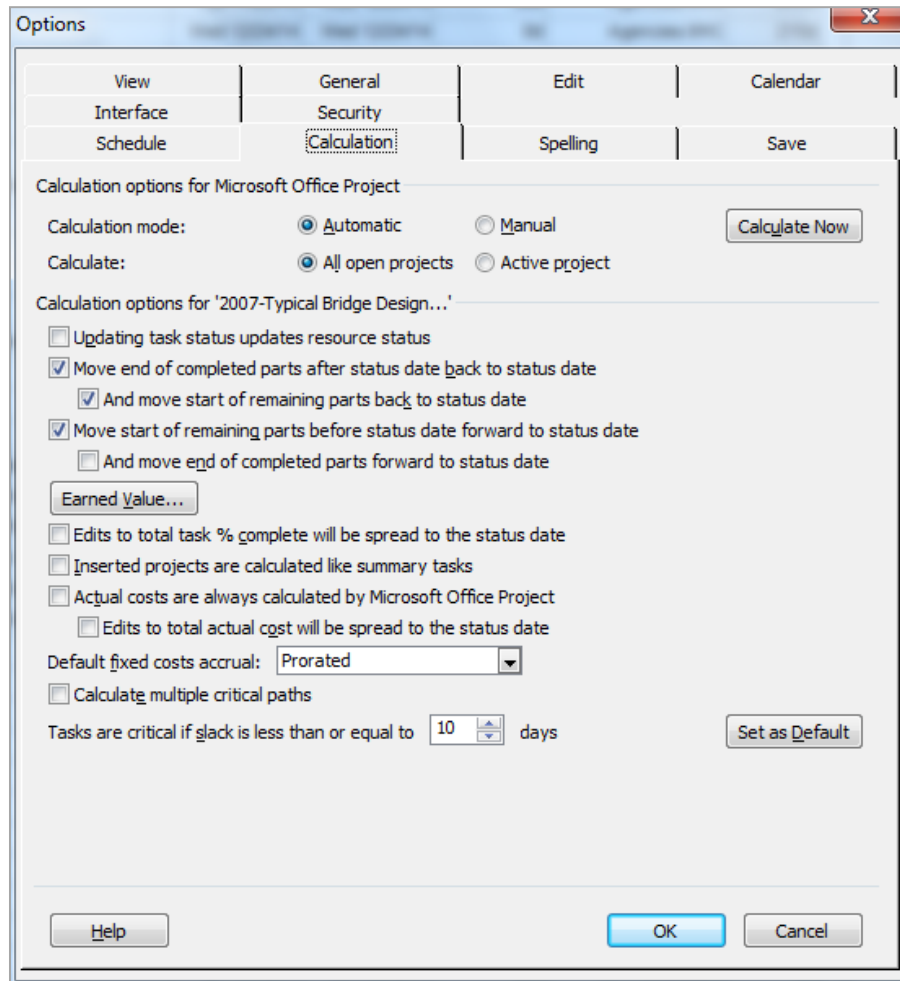 Options
X
View General Edit Calendar
Interface Security
Schedule Calculation Spelling Save
Calculation options for Microsoft Office Project
Calculation mode: Automatic Manual Calculate Now
Calculate: All open projects Active project
Calculation options for '2007-Typical Bridge Design...'
Updating task status updates resource status
Move end of completed parts after status date back to status date
And move start of remaining parts back to status date
Move start of remaining parts before status date forward to status date
And move end of completed parts forward to status date
Earned Value...
Edits to total task % complete will be spread to the status date
Inserted projects are calculated like summary tasks
Actual costs are always calculated by Microsoft Office Project
Edits to total actual cost will be spread to the status date
Default fixed costs accrual: Prorated
Calculate multiple critical paths
Tasks are critical if slack is less than or equal to 10 days Set as Default
Help OK Cancel